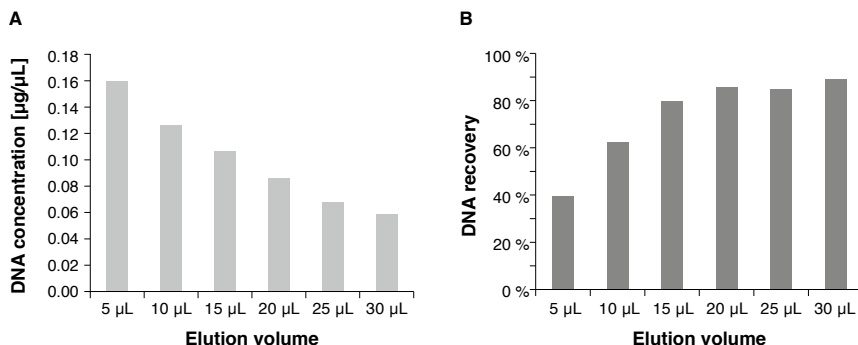 A
DNA concentration [µg/µL]
0.18
0.16
0.14
0.12
0.10
0.08
0.06
0.04
0.02
0.00
5 µL 10 µL 15 µL 20 µL 25 µL 30 µL
Elution volume
B
DNA recovery
100 %
80 %
60 %
40 %
20 %
0 %
5 µL 10 µL 15 µL 20 µL 25 µL 30 µL
Elution volume